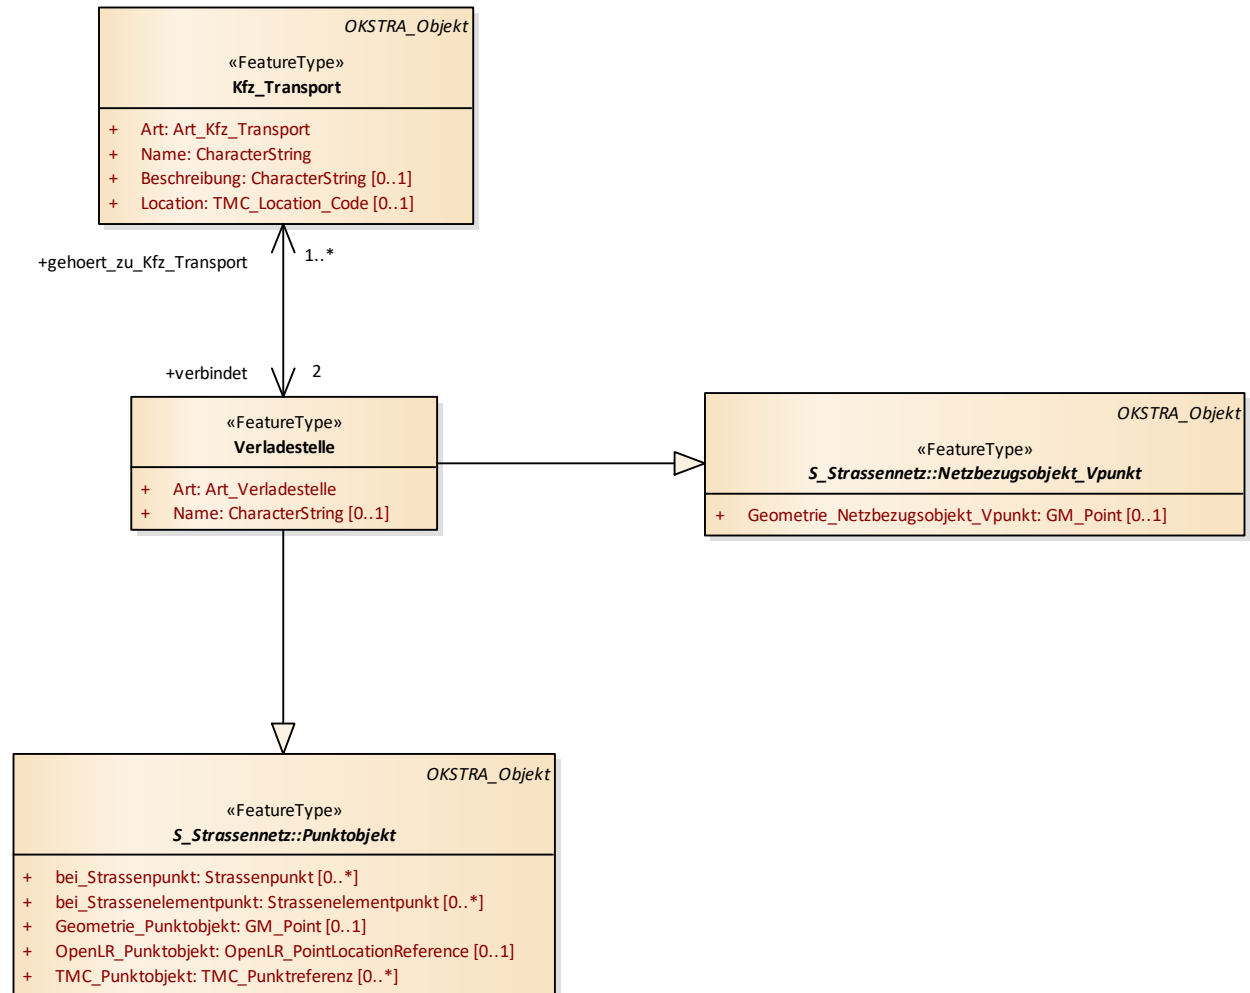 OKSTRA_Objekt
«FeatureType»
Kfz_Transport
+ Art: Art_Kfz_Transport
+ Name: CharacterString
+ Beschreibung: CharacterString [0..1]
+ Location: TMC_Location_Code [0..1]
+gehoert_zu_Kfz_Transport
1..*
+verbindet
2
«FeatureType»
Verladestelle
+ Art: Art_Verladestelle
+ Name: CharacterString [0..1]
OKSTRA_Objekt
«FeatureType»
S_Strassennetz::Netzbezugsobjekt_Vpunkt
+ Geometrie_Netzbezugsobjekt_Vpunkt: GM_Point [0..1]
OKSTRA_Objekt
«FeatureType»
S_Strassennetz::Punktobjekt
+ bei_Strassenpunkt: Strassenpunkt [0..*]
+ bei_Strassenelementpunkt: Strassenelementpunkt [0..*]
+ Geometrie_Punktobjekt: GM_Point [0..1]
+ OpenLR_Punktobjekt: OpenLR_PointLocationReference [0..1]
+ TMC_Punktobjekt: TMC_Punktreferenz [0..*]